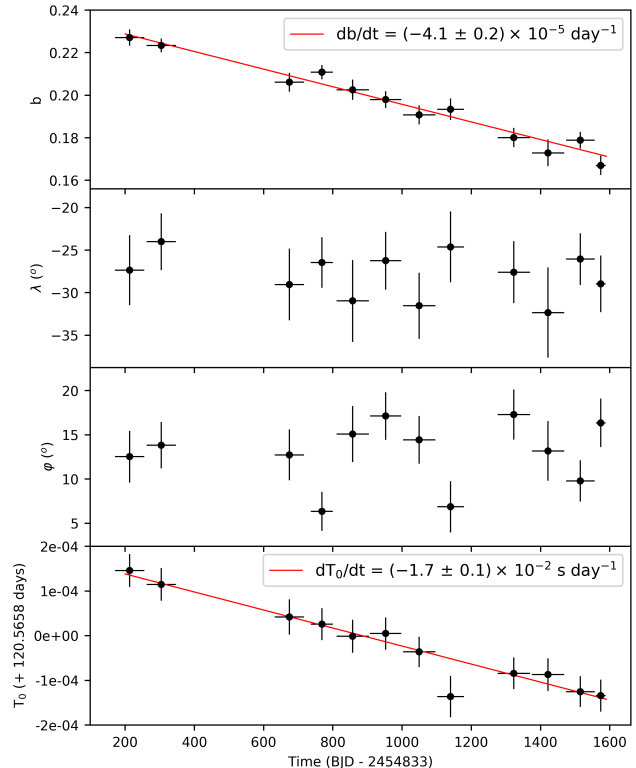 0.24
0.22
0.20
0.18
0.16
b
db/dt = (−4.1 ± 0.2) × 10⁻⁵ day⁻¹
−20
−25
−30
−35
λ (°)
20
15
10
5
φ (°)
2e-04
1e-04
0e+00
-1e-04
-2e-04
T₀ (+ 120.5658 days)
dT₀/dt = (−1.7 ± 0.1) × 10⁻² s day⁻¹
200 400 600 800 1000 1200 1400 1600
Time (BJD - 2454833)